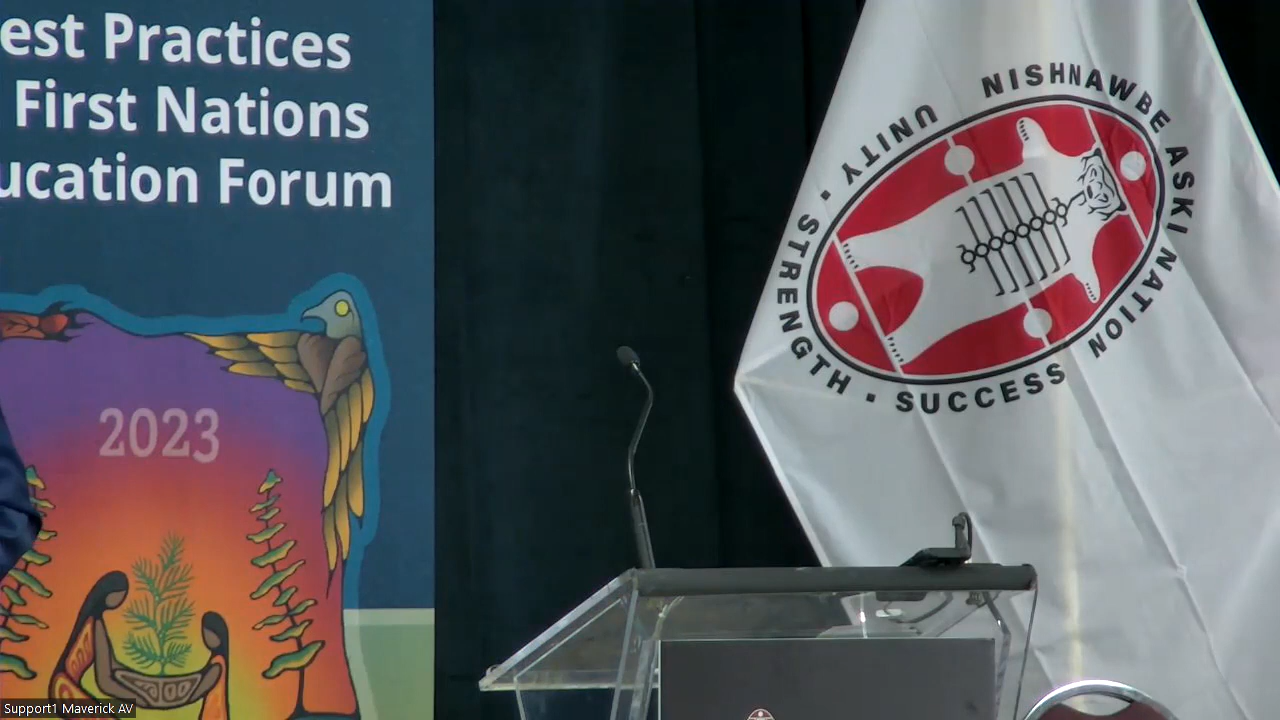 est Practices
First Nations
ucation Forum
2023
NISHNAWBE ASKI NATION
UNITY · STRENGTH · SUCCESS
Support1 Maverick AV